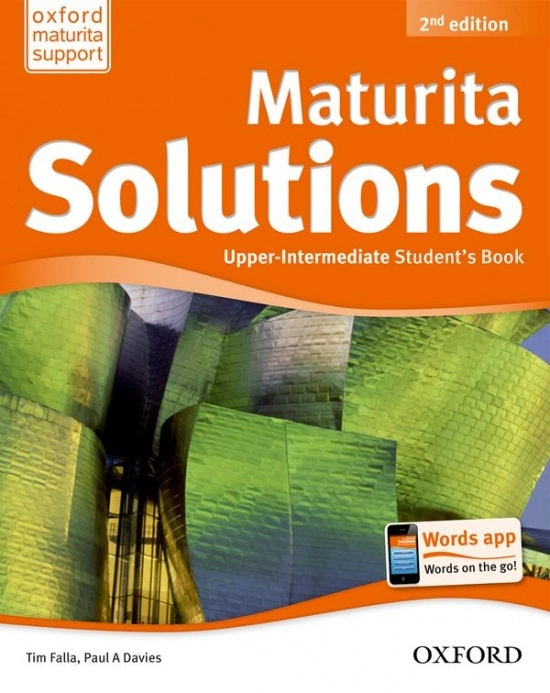 oxford
maturita
support
2nd edition
Maturita
Solutions
Upper-Intermediate Student's Book
Words app
Words on the go!
Tim Falla, Paul A Davies
OXFORD